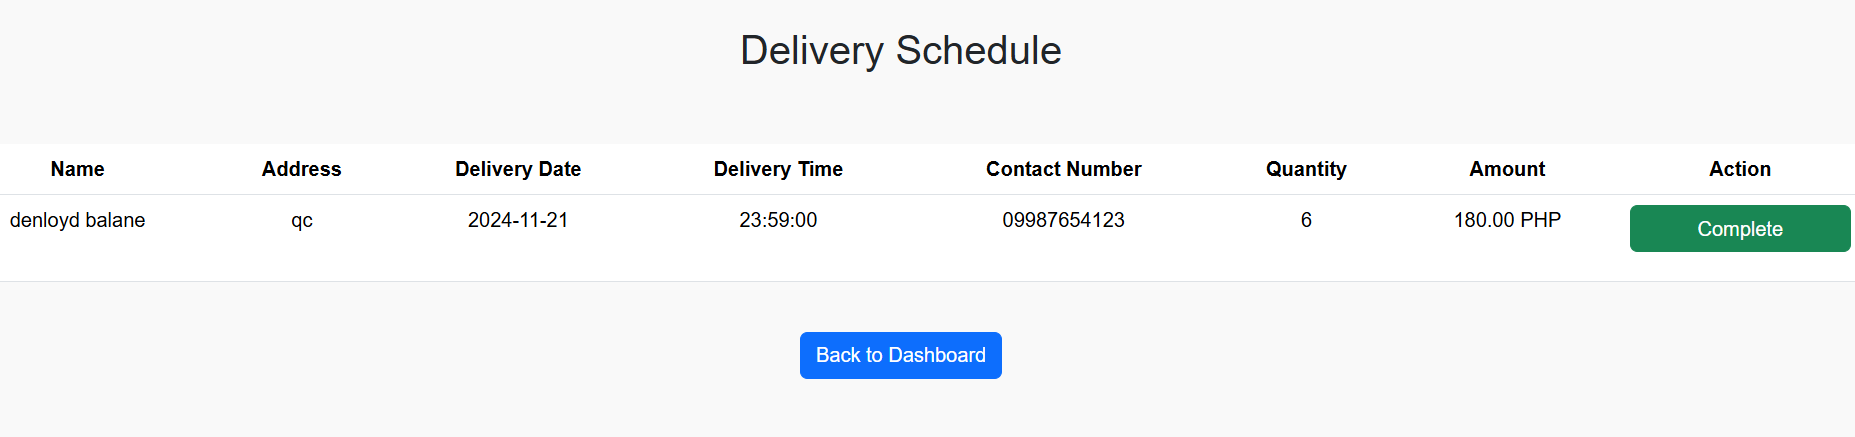 Delivery Schedule
Name Address Delivery Date Delivery Time Contact Number Quantity Amount Action
denloyd balane qc 2024-11-21 23:59:00 09987654123 6 180.00 PHP Complete
Back to Dashboard